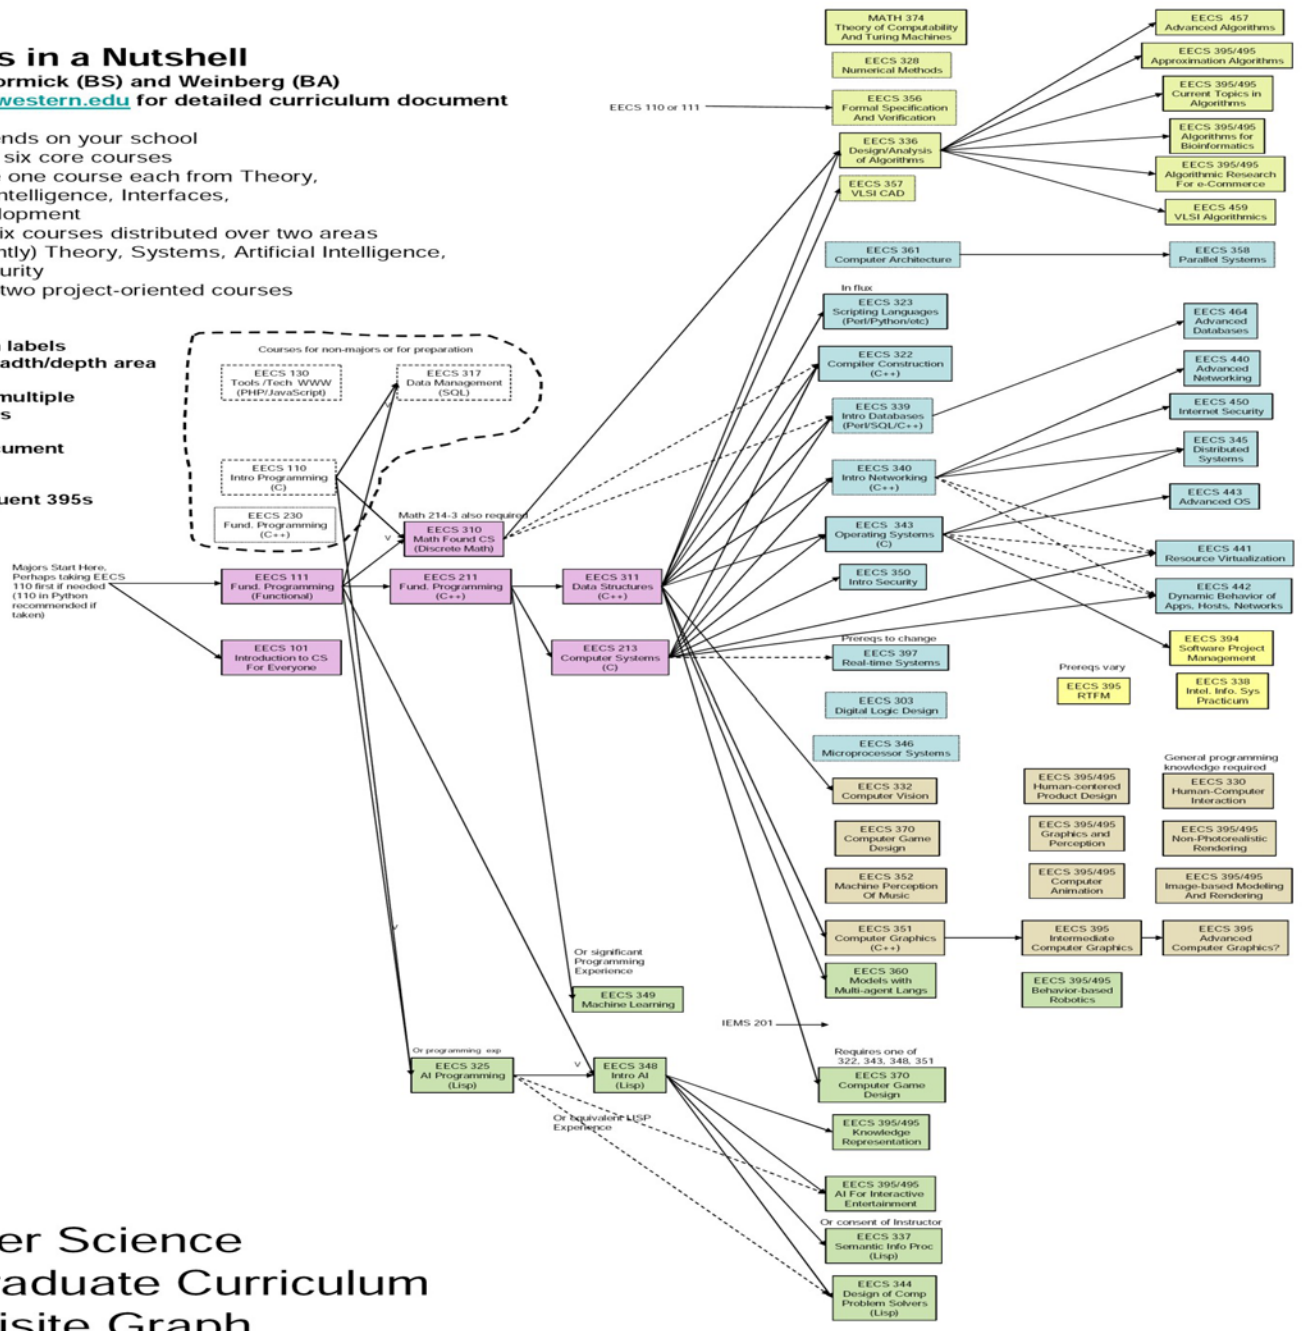 s in a Nutshell
ormick (BS) and Weinberg (BA)
western.edu for detailed curriculum document
ends on your school
six core courses
one course each from Theory,
ntelligence, Interfaces,
lopment
ix courses distributed over two areas
ntly) Theory, Systems, Artificial Intelligence,
urity
two project-oriented courses
labels
adth/depth area
multiple
s
cument
uent 395s
Courses for non-majors or for preparation
EECS 130
Tools /Tech WWW
(PHP/JavaScript)
EECS 317
Data Management
(SQL)
EECS 110
Intro Programming
(C)
EECS 230
Fund. Programming
(C++)
Math 214-3 also required
EECS 310
Math Found CS
(Discrete Math)
v
v
Majors Start Here,
Perhaps taking EECS
110 first if needed
(110 in Python
recommended if
taken)
EECS 111
Fund. Programming
(Functional)
EECS 211
Fund. Programming
(C++)
EECS 311
Data Structures
(C++)
EECS 101
Introduction to CS
For Everyone
EECS 213
Computer Systems
(C)
MATH 374
Theory of Computability
And Turing Machines
EECS 328
Numerical Methods
EECS 110 or 111
EECS 356
Formal Specification
And Verification
EECS 336
Design/Analysis
of Algorithms
EECS 357
VLSI CAD
EECS 457
Advanced Algorithms
EECS 395/495
Approximation Algorithms
EECS 395/495
Current Topics in
Algorithms
EECS 395/495
Algorithms for
Bioinformatics
EECS 395/495
Algorithmic Research
For e-Commerce
EECS 459
VLSI Algorithmics
EECS 361
Computer Architecture
EECS 358
Parallel Systems
In flux
EECS 323
Scripting Languages
(Perl/Python/etc)
EECS 322
Compiler Construction
(C++)
EECS 339
Intro Databases
(Perl/SQL/C++)
EECS 340
Intro Networking
(C++)
EECS 343
Operating Systems
(C)
EECS 350
Intro Security
Prereqs to change
EECS 397
Real-time Systems
EECS 303
Digital Logic Design
EECS 346
Microprocessor Systems
EECS 464
Advanced
Databases
EECS 440
Advanced
Networking
EECS 450
Internet Security
EECS 345
Distributed
Systems
EECS 443
Advanced OS
EECS 441
Resource Virtualization
EECS 442
Dynamic Behavior of
Apps, Hosts, Networks
EECS 394
Software Project
Management
Prereqs vary
EECS 395
RTFM
EECS 338
Intel. Info. Sys
Practicum
EECS 332
Computer Vision
EECS 370
Computer Game
Design
EECS 352
Machine Perception
Of Music
EECS 351
Computer Graphics
(C++)
EECS 395/495
Human-centered
Product Design
EECS 395/495
Graphics and
Perception
EECS 395/495
Computer
Animation
EECS 395
Intermediate
Computer Graphics
General programming
knowledge required
EECS 330
Human-Computer
Interaction
EECS 395/495
Non-Photorealistic
Rendering
EECS 395/495
Image-based Modeling
And Rendering
EECS 395
Advanced
Computer Graphics?
EECS 360
Models with
Multi-agent Langs
EECS 395/495
Behavior-based
Robotics
IEMS 201
Or significant
Programming
Experience
EECS 349
Machine Learning
v
Or programming exp
EECS 325
AI Programming
(Lisp)
v
EECS 348
Intro AI
(Lisp)
Or equivalent LISP
Experience
Requires one of
322, 343, 348, 351
EECS 370
Computer Game
Design
EECS 395/495
Knowledge
Representation
EECS 395/495
AI For Interactive
Entertainment
Or consent of Instructor
EECS 337
Semantic Info Proc
(Lisp)
EECS 344
Design of Comp
Problem Solvers
(Lisp)
er Science
raduate Curriculum
isite Graph